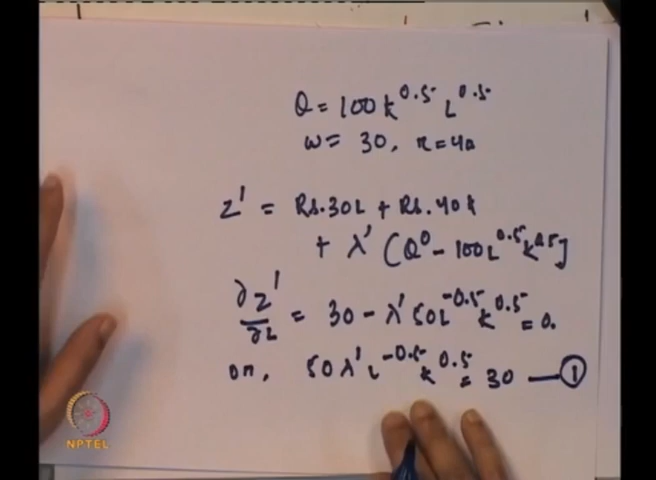 Q = 100 K^0.5 L^0.5
w = 30, r = 40
Z' = Rs. 30L + Rs. 40K
+ λ' [Q^0 - 100 L^0.5 K^0.5]
∂Z'/∂L = 30 - λ' 50 L^-0.5 K^0.5 = 0.
or, 50 λ' L^-0.5 K^0.5 = 30 — ①
NPTEL